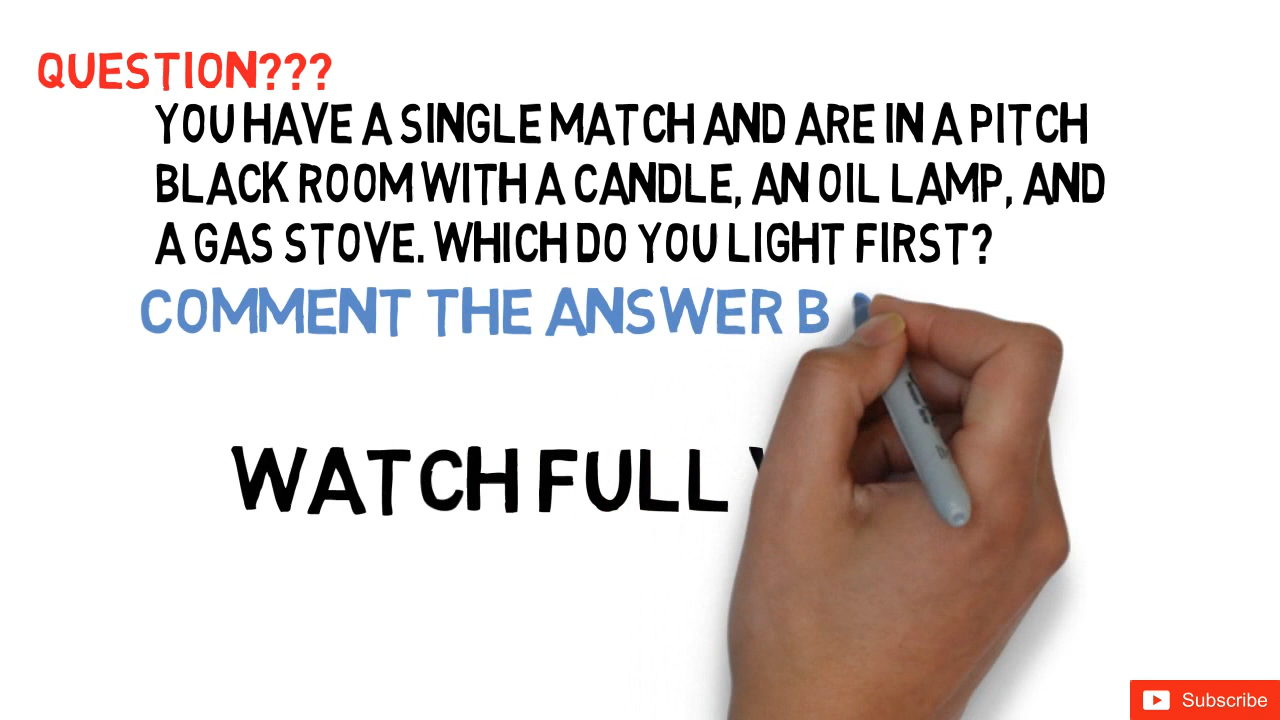 QUESTION???
YOU HAVE A SINGLE MATCH AND ARE IN A PITCH
BLACK ROOM WITH A CANDLE, AN OIL LAMP, AND
A GAS STOVE. WHICH DO YOU LIGHT FIRST?
COMMENT THE ANSWER B
WATCH FULL
Subscribe